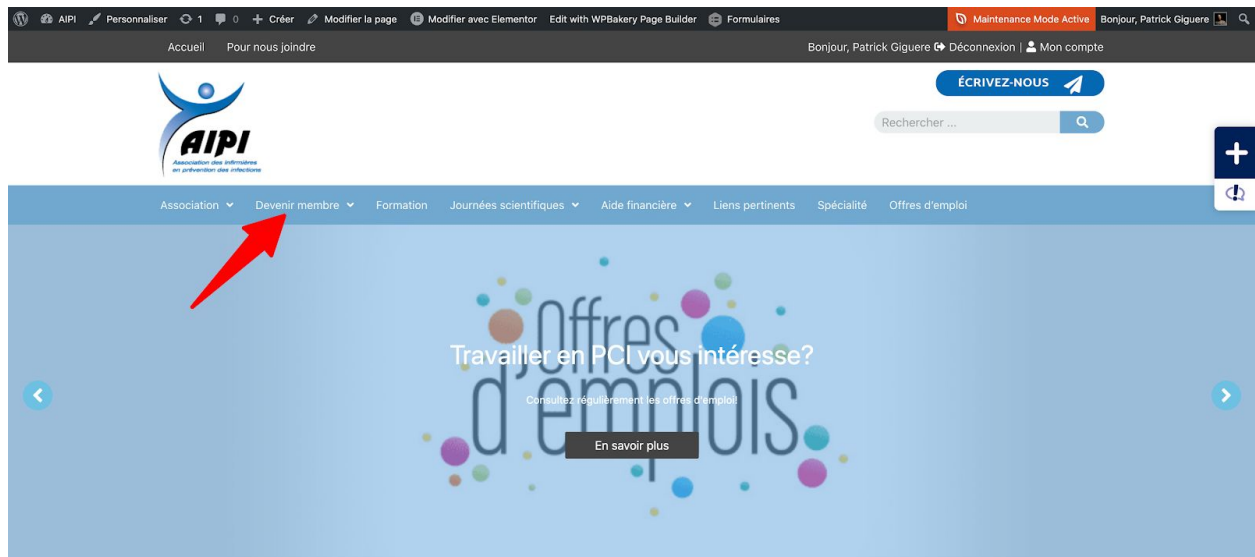 AIPI Personnaliser 1 0 + Créer Modifier la page Modifier avec Elementor Edit with WPBakery Page Builder Formulaires Maintenance Mode Active Bonjour, Patrick Giguere
Accueil Pour nous joindre Bonjour, Patrick Giguere Déconnexion | Mon compte
ÉCRIVEZ-NOUS
Rechercher ...
AIPI
Association des infirmières
en prévention des infections
Association Devenir membre Formation Journées scientifiques Aide financière Liens pertinents Spécialité Offres d'emploi
Offres
d'emplois
Travailler en PCI vous intéresse?
Consultez régulièrement les offres d'emploi!
En savoir plus